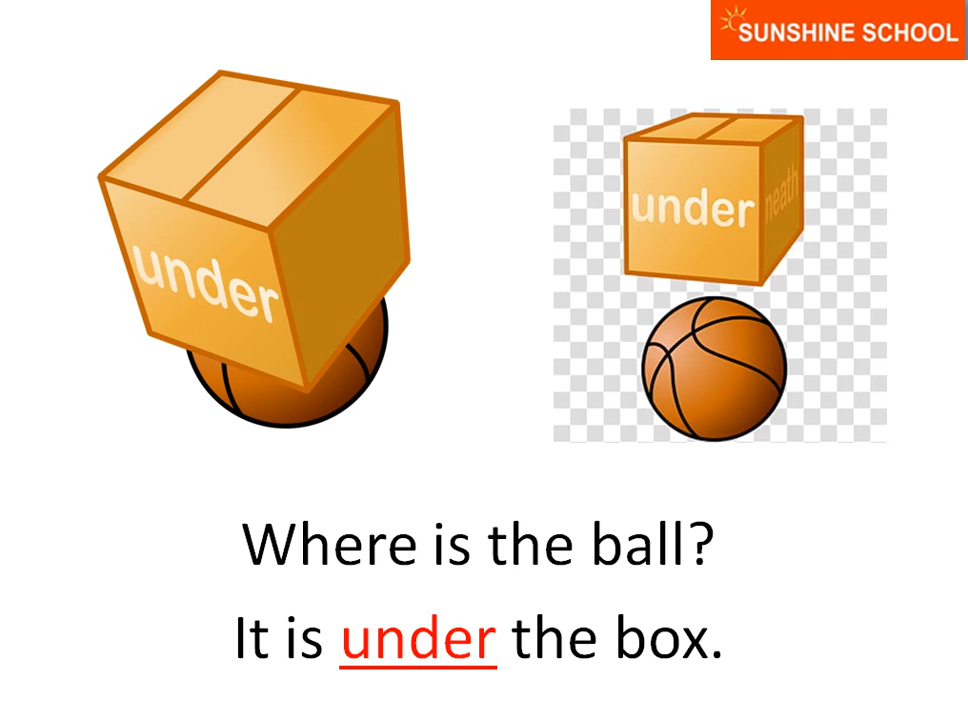 SUNSHINE SCHOOL
under
under
neath
Where is the ball?
It is under the box.